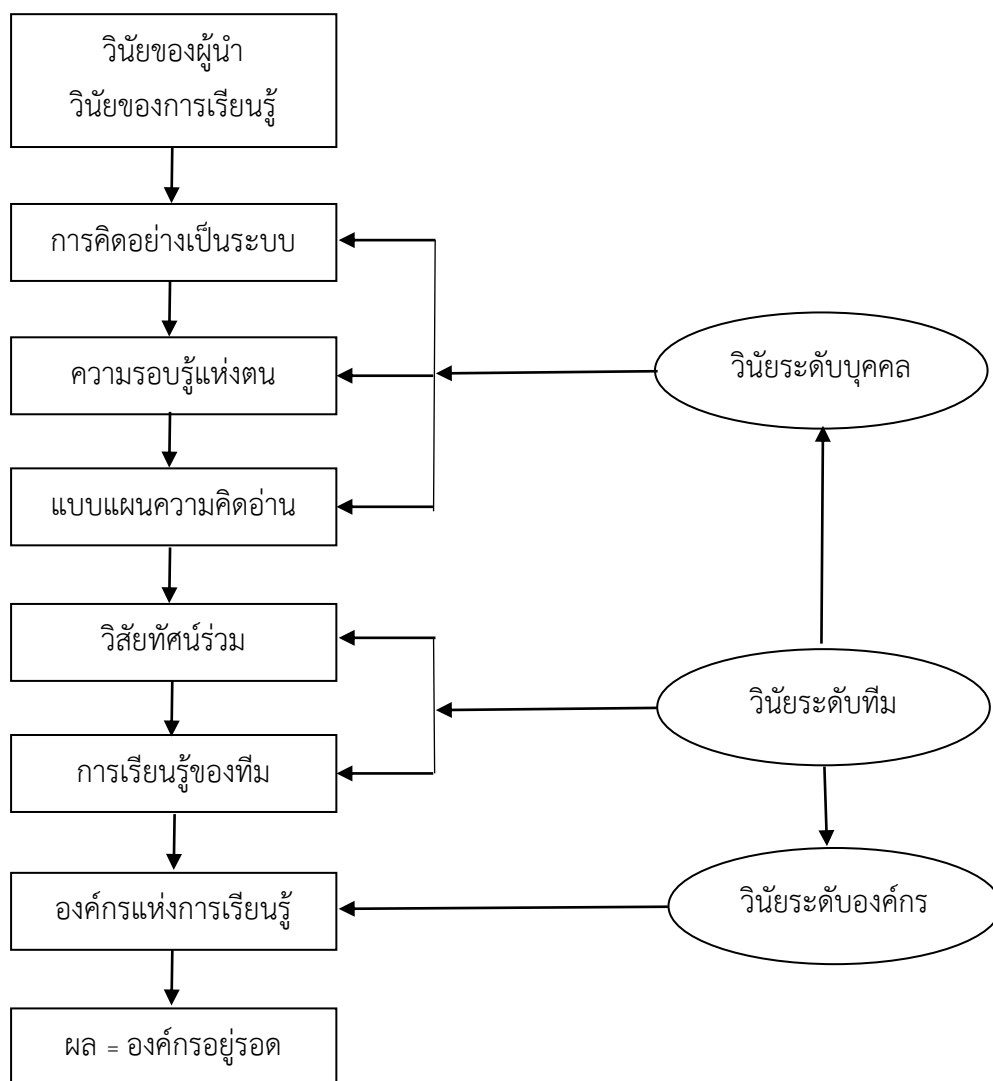 วินัยของผู้นำ
วินัยของการเรียนรู้
การคิดอย่างเป็นระบบ
ความรอบรู้แห่งตน
วินัยระดับบุคคล
แบบแผนความคิดอ่าน
วิสัยทัศน์ร่วม
วินัยระดับทีม
การเรียนรู้ของทีม
องค์กรแห่งการเรียนรู้
วินัยระดับองค์กร
ผล = องค์กรอยู่รอด